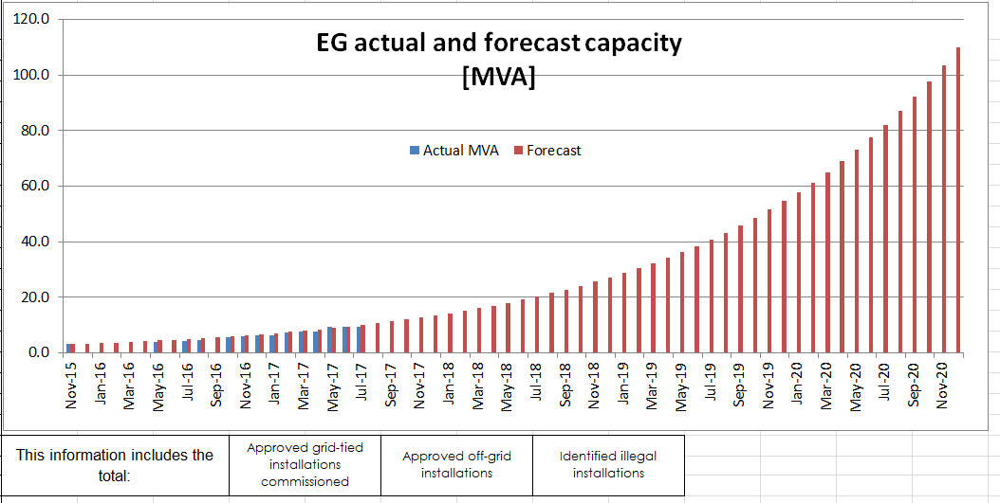 EG actual and forecast capacity
[MVA]
Actual MVA Forecast
120.0
100.0
80.0
60.0
40.0
20.0
0.0
Nov-15 Jan-16 Mar-16 May-16 Jul-16 Sep-16 Nov-16 Jan-17 Mar-17 May-17 Jul-17 Sep-17 Nov-17 Jan-18 Mar-18 May-18 Jul-18 Sep-18 Nov-18 Jan-19 Mar-19 May-19 Jul-19 Sep-19 Nov-19 Jan-20 Mar-20 May-20 Jul-20 Sep-20 Nov-20
This information includes the
total:
Approved grid-tied
installations
commissioned
Approved off-grid
installations
Identified illegal
installations